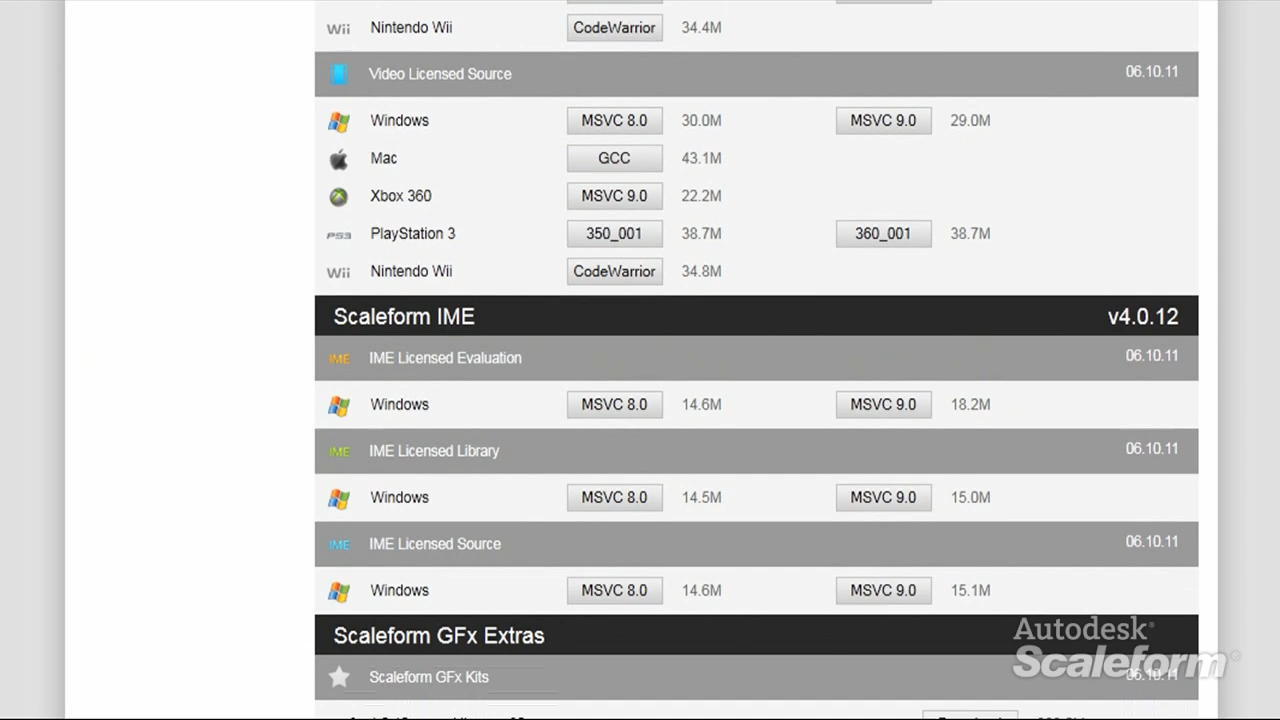 Wii Nintendo Wii CodeWarrior 34.4M
Video Licensed Source 06.10.11
Windows MSVC 8.0 30.0M MSVC 9.0 29.0M
Mac GCC 43.1M
Xbox 360 MSVC 9.0 22.2M
PS3 PlayStation 3 350_001 38.7M 360_001 38.7M
Wii Nintendo Wii CodeWarrior 34.8M
Scaleform IME v4.0.12
IME IME Licensed Evaluation 06.10.11
Windows MSVC 8.0 14.6M MSVC 9.0 18.2M
IME IME Licensed Library 06.10.11
Windows MSVC 8.0 14.5M MSVC 9.0 15.0M
IME IME Licensed Source 06.10.11
Windows MSVC 8.0 14.6M MSVC 9.0 15.1M
Scaleform GFx Extras
Scaleform GFx Kits 06.10.11
Autodesk®
Scaleform®